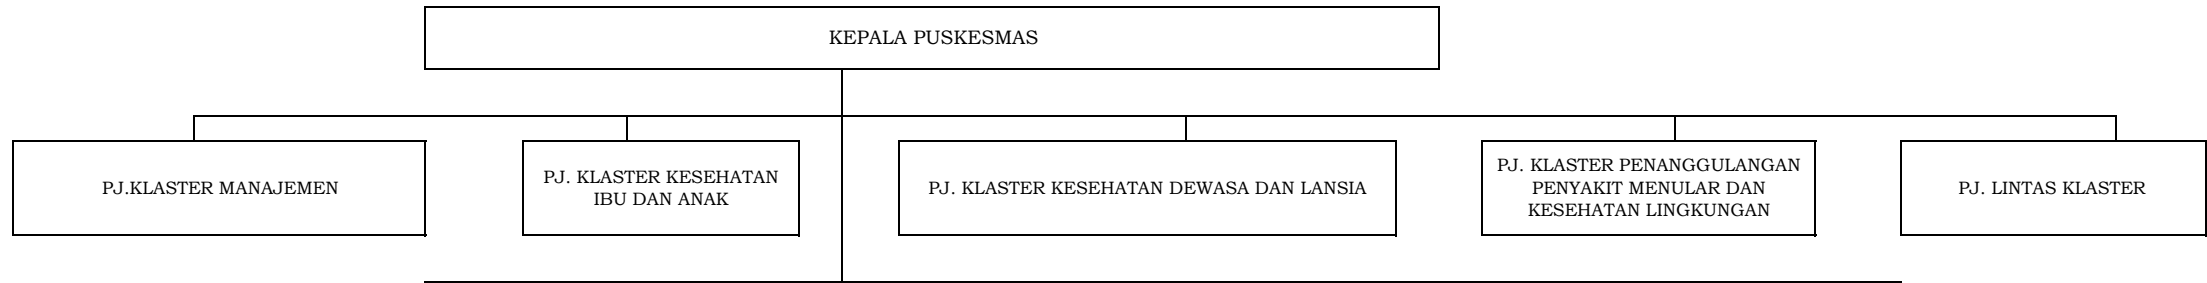 KEPALA PUSKESMAS
PJ.KLASTER MANAJEMEN
PJ. KLASTER KESEHATAN
IBU DAN ANAK
PJ. KLASTER KESEHATAN DEWASA DAN LANSIA
PJ. KLASTER PENANGGULANGAN
PENYAKIT MENULAR DAN
KESEHATAN LINGKUNGAN
PJ. LINTAS KLASTER